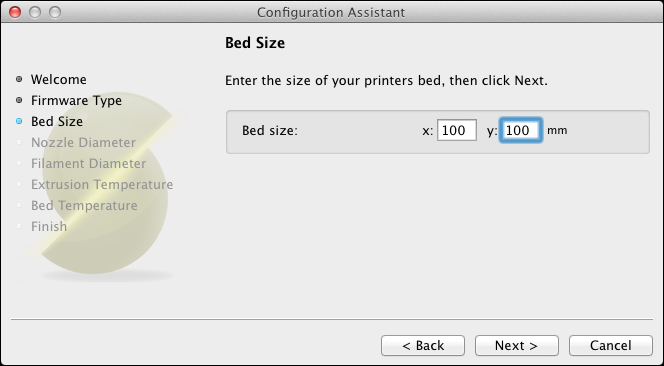 Configuration Assistant
Bed Size
Enter the size of your printers bed, then click Next.
Welcome
Firmware Type
Bed Size
Nozzle Diameter
Filament Diameter
Extrusion Temperature
Bed Temperature
Finish
Bed size: x: 100 y: 100 mm
< Back Next > Cancel